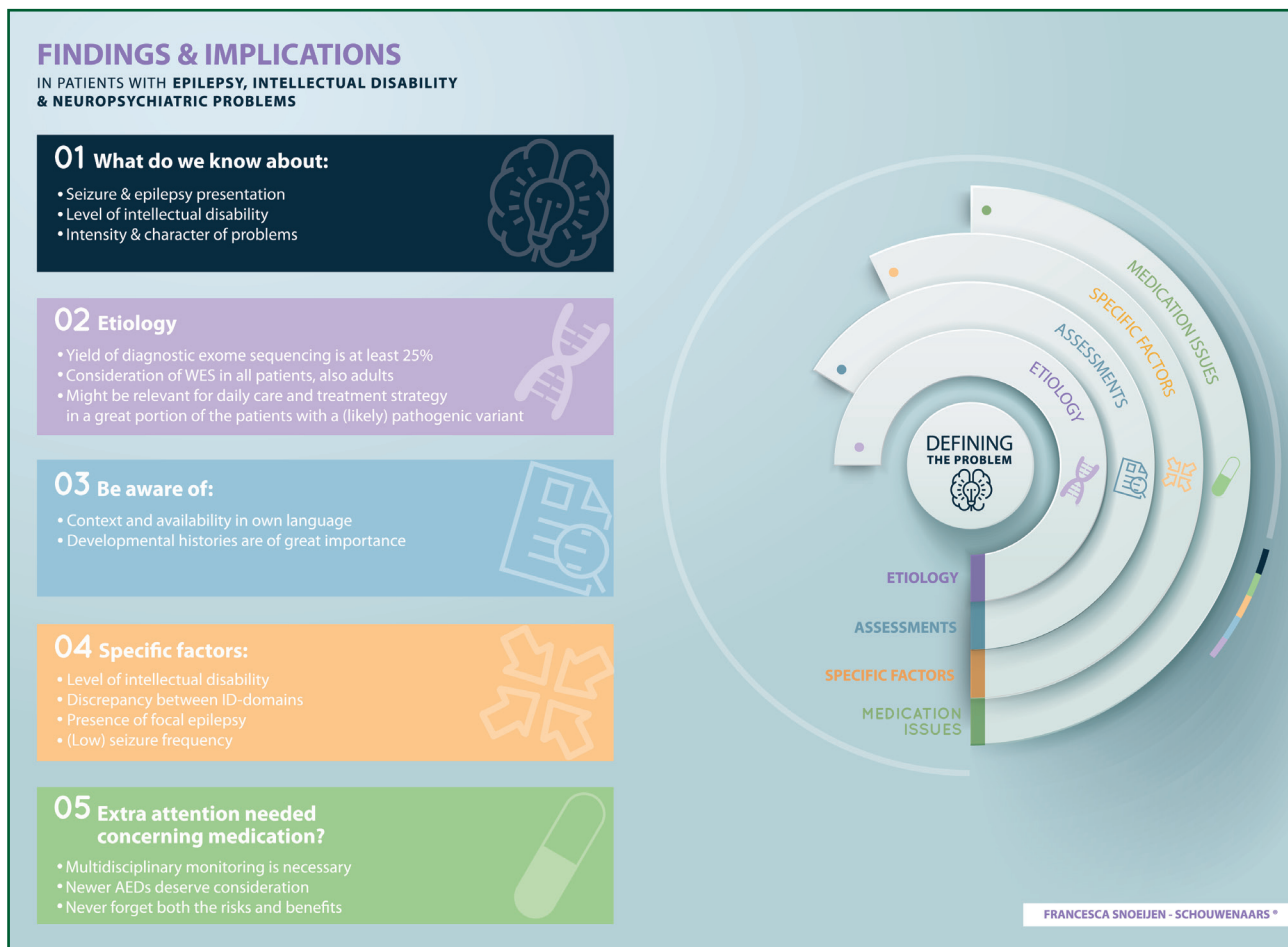 FINDINGS & IMPLICATIONS
IN PATIENTS WITH EPILEPSY, INTELLECTUAL DISABILITY
& NEUROPSYCHIATRIC PROBLEMS
01 What do we know about:
• Seizure & epilepsy presentation
• Level of intellectual disability
• Intensity & character of problems
02 Etiology
• Yield of diagnostic exome sequencing is at least 25%
• Consideration of WES in all patients, also adults
• Might be relevant for daily care and treatment strategy
in a great portion of the patients with a (likely) pathogenic variant
03 Be aware of:
• Context and availability in own language
• Developmental histories are of great importance
04 Specific factors:
• Level of intellectual disability
• Discrepancy between ID-domains
• Presence of focal epilepsy
• (Low) seizure frequency
05 Extra attention needed
concerning medication?
• Multidisciplinary monitoring is necessary
• Newer AEDs deserve consideration
• Never forget both the risks and benefits
MEDICATION ISSUES
SPECIFIC FACTORS
ASSESSMENTS
ETIOLOGY
DEFINING
THE PROBLEM
ETIOLOGY
ASSESSMENTS
SPECIFIC FACTORS
MEDICATION
ISSUES
FRANCESCA SNOEIJEN - SCHOUWENAARS ®